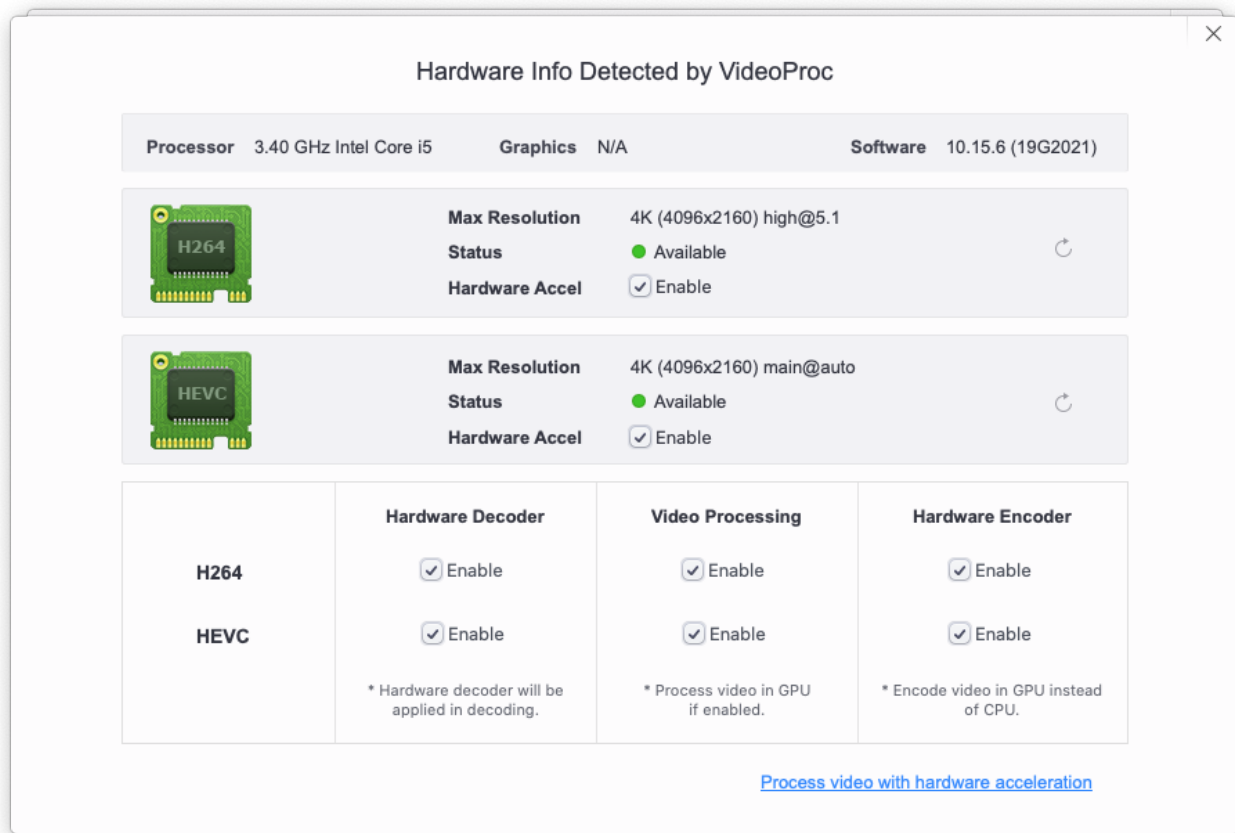 Hardware Info Detected by VideoProc
Processor 3.40 GHz Intel Core i5 Graphics N/A Software 10.15.6 (19G2021)
H264
Max Resolution 4K (4096x2160) high@5.1
Status Available
Hardware Accel Enable
HEVC
Max Resolution 4K (4096x2160) main@auto
Status Available
Hardware Accel Enable
Hardware Decoder Video Processing Hardware Encoder
H264 Enable Enable Enable
HEVC Enable Enable Enable
* Hardware decoder will be * Process video in GPU * Encode video in GPU instead
applied in decoding. if enabled. of CPU.
Process video with hardware acceleration